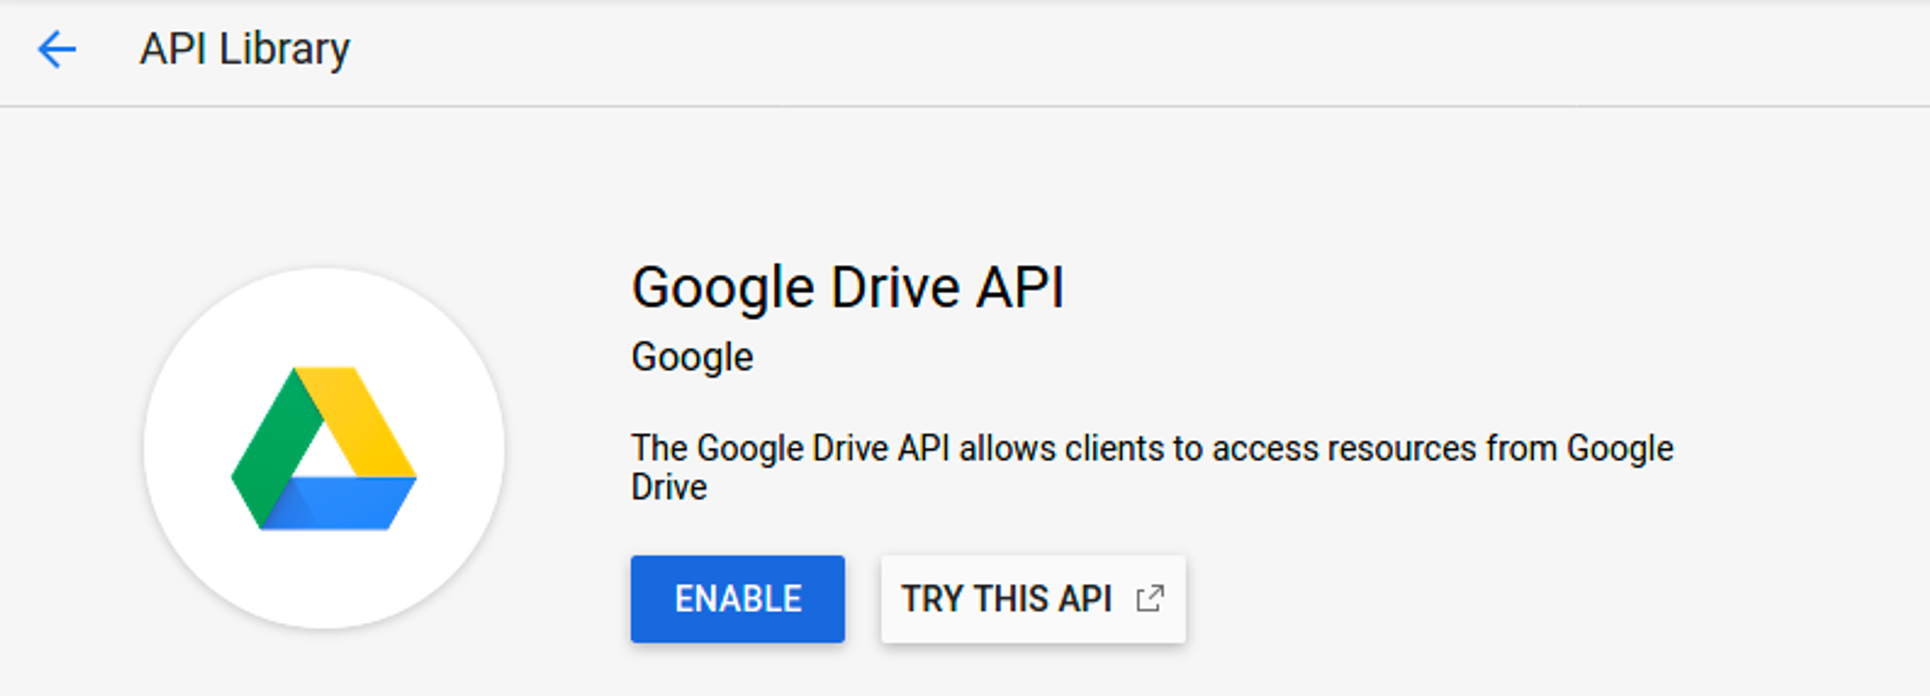 API Library
Google Drive API
Google
The Google Drive API allows clients to access resources from Google
Drive
ENABLE
TRY THIS API